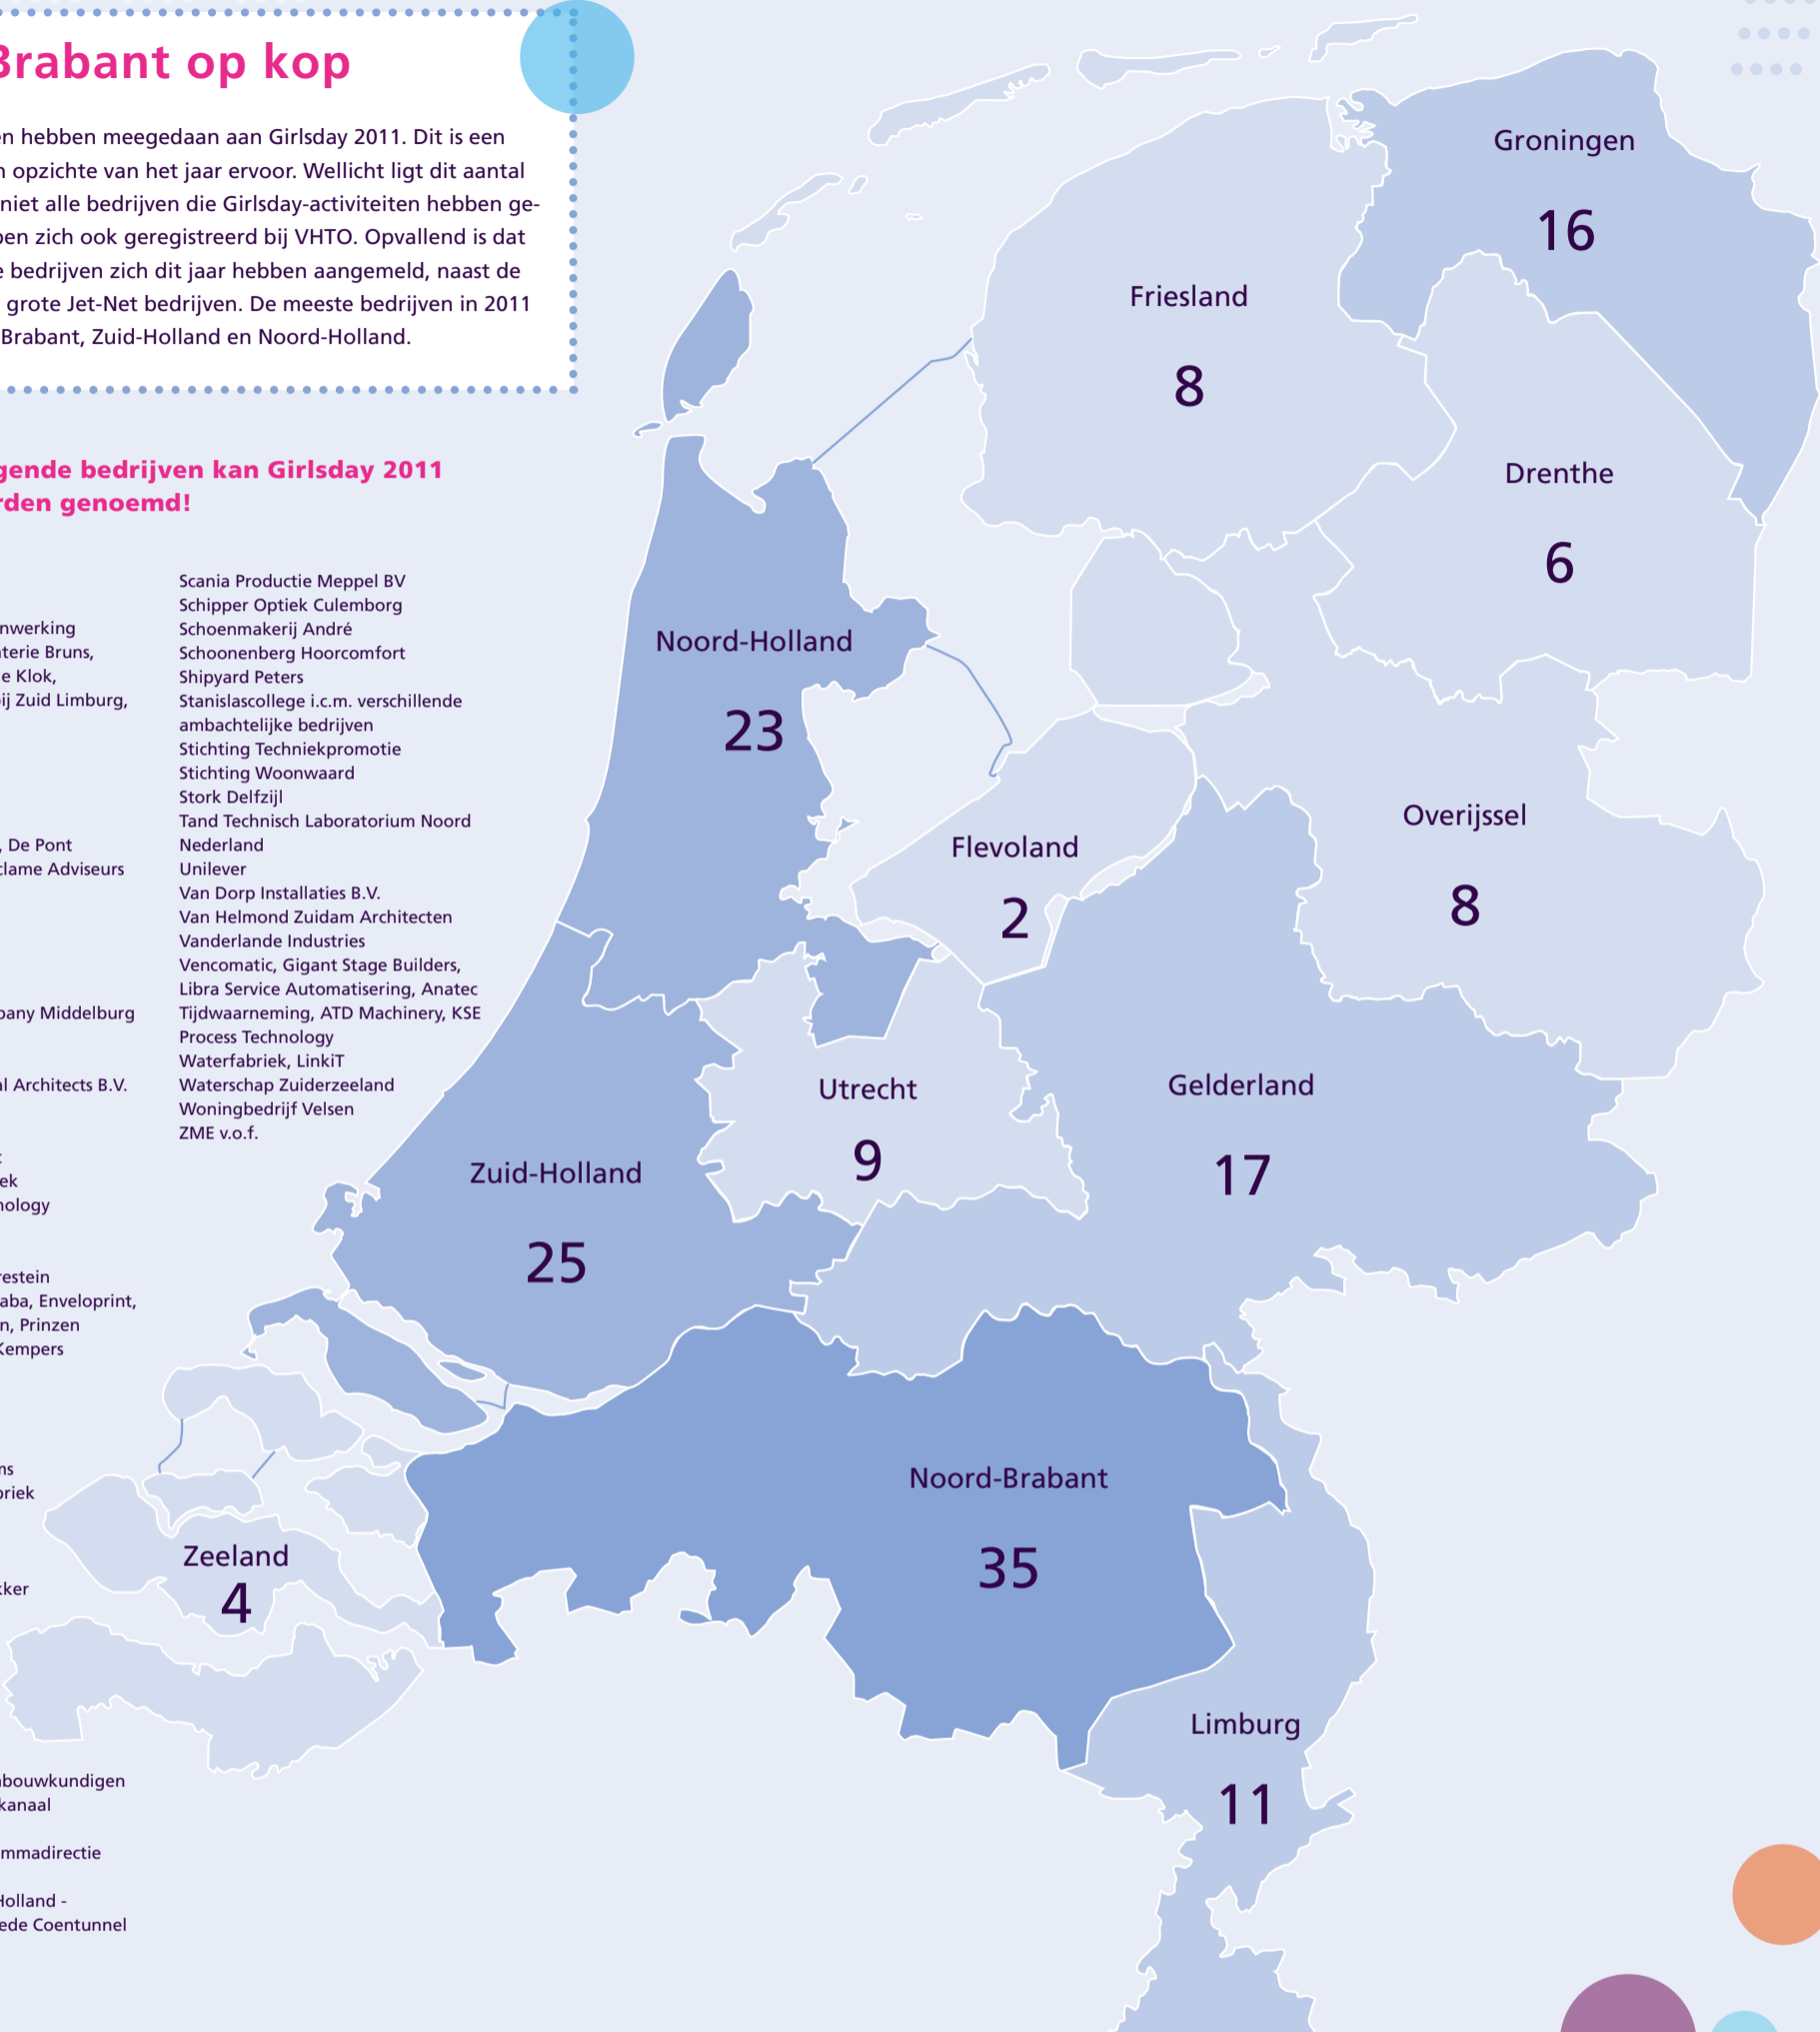 Brabant op kop
en hebben meegedaan aan Girlsday 2011. Dit is een
n opzichte van het jaar ervoor. Wellicht ligt dit aantal
niet alle bedrijven die Girlsday-activiteiten hebben ge-
ben zich ook geregistreerd bij VHTO. Opvallend is dat
e bedrijven zich dit jaar hebben aangemeld, naast de
grote Jet-Net bedrijven. De meeste bedrijven in 2011
Brabant, Zuid-Holland en Noord-Holland.
gende bedrijven kan Girlsday 2011
rden genoemd!
nwerking
terie Bruns,
e Klok,
ij Zuid Limburg,
, De Pont
clame Adviseurs
pany Middelburg
al Architects B.V.
t
ek
nology
restein
aba, Enveloprint,
n, Prinzen
Kempers
ms
briek
kker
nbouwkundigen
kanaal
mmadirectie
Holland -
ede Coentunnel
Scania Productie Meppel BV
Schipper Optiek Culemborg
Schoenmakerij André
Schoonenberg Hoorcomfort
Shipyard Peters
Stanislascollege i.c.m. verschillende
ambachtelijke bedrijven
Stichting Techniekpromotie
Stichting Woonwaard
Stork Delfzijl
Tand Technisch Laboratorium Noord
Nederland
Unilever
Van Dorp Installaties B.V.
Van Helmond Zuidam Architecten
Vanderlande Industries
Vencomatic, Gigant Stage Builders,
Libra Service Automatisering, Anatec
Tijdwaarneming, ATD Machinery, KSE
Process Technology
Waterfabriek, LinkiT
Waterschap Zuiderzeeland
Woningbedrijf Velsen
ZME v.o.f.
Groningen
16
Friesland
8
Drenthe
6
Noord-Holland
23
Overijssel
8
Flevoland
2
Utrecht
9
Gelderland
17
Zuid-Holland
25
Noord-Brabant
35
Zeeland
4
Limburg
11